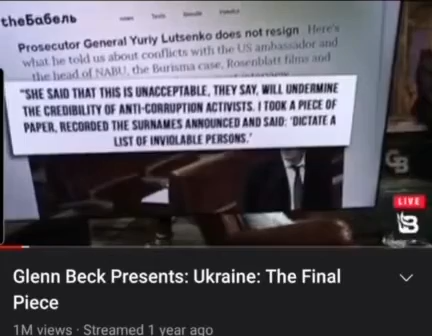 theБабель
Prosecutor General Yuriy Lutsenko does not resign Here's
what he told us about conflicts with the US ambassador and
the head of NABU, the Burisma case, Rosenblatt films and
"SHE SAID THAT THIS IS UNACCEPTABLE, THEY SAY, WILL UNDERMINE
THE CREDIBILITY OF ANTI-CORRUPTION ACTIVISTS. I TOOK A PIECE OF
PAPER, RECORDED THE SURNAMES ANNOUNCED AND SAID: 'DICTATE A
LIST OF INVIOLABLE PERSONS.'
GB
LIVE
B
Glenn Beck Presents: Ukraine: The Final
Piece
1M views · Streamed 1 year ago